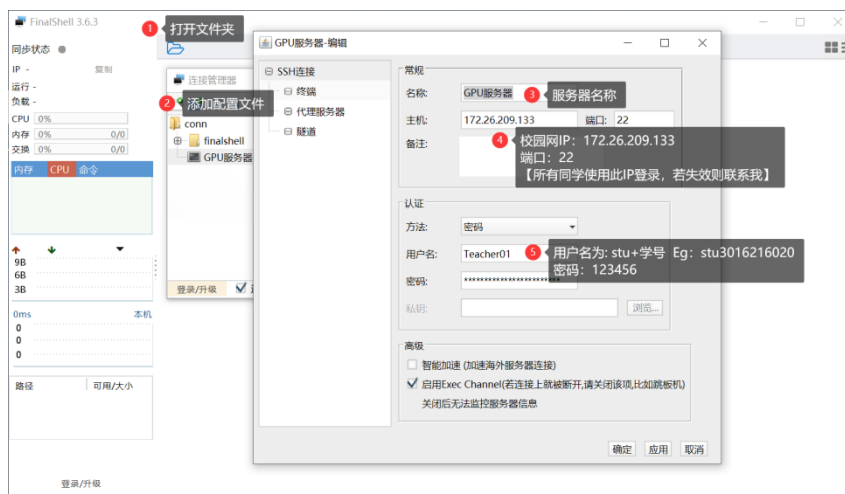 FinalShell 3.6.3
1 打开文件夹
同步状态
IP - 复制
运行 -
负载 -
CPU 0%
内存 0% 0/0
交换 0% 0/0
内存 CPU 命令
9B
6B
3B
0ms 本机
0
0
0
路径 可用/大小
登录/升级
连接管理器
2 添加配置文件
conn
finalshell
GPU服务器
登录/升级
GPU服务器-编辑
SSH连接
终端
代理服务器
隧道
常规
名称: GPU服务器 3 服务器名称
主机: 172.26.209.133 端口: 22
备注:
4 校园网IP：172.26.209.133
端口：22
【所有同学使用此IP登录，若失效则联系我】
认证
方法: 密码
用户名: Teacher01 5 用户名为: stu+学号 Eg：stu3016216020
密码：123456
密码: ************************
私钥: 浏览...
高级
智能加速 (加速海外服务器连接)
启用Exec Channel(若连接上就被断开,请关闭该项,比如跳板机)
关闭后无法监控服务器信息
确定 应用 取消